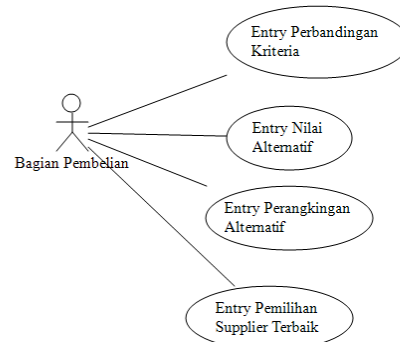 Entry Perbandingan
Kriteria
Entry Nilai
Alternatif
Bagian Pembelian
Entry Perangkingan
Alternatif
Entry Pemilihan
Supplier Terbaik